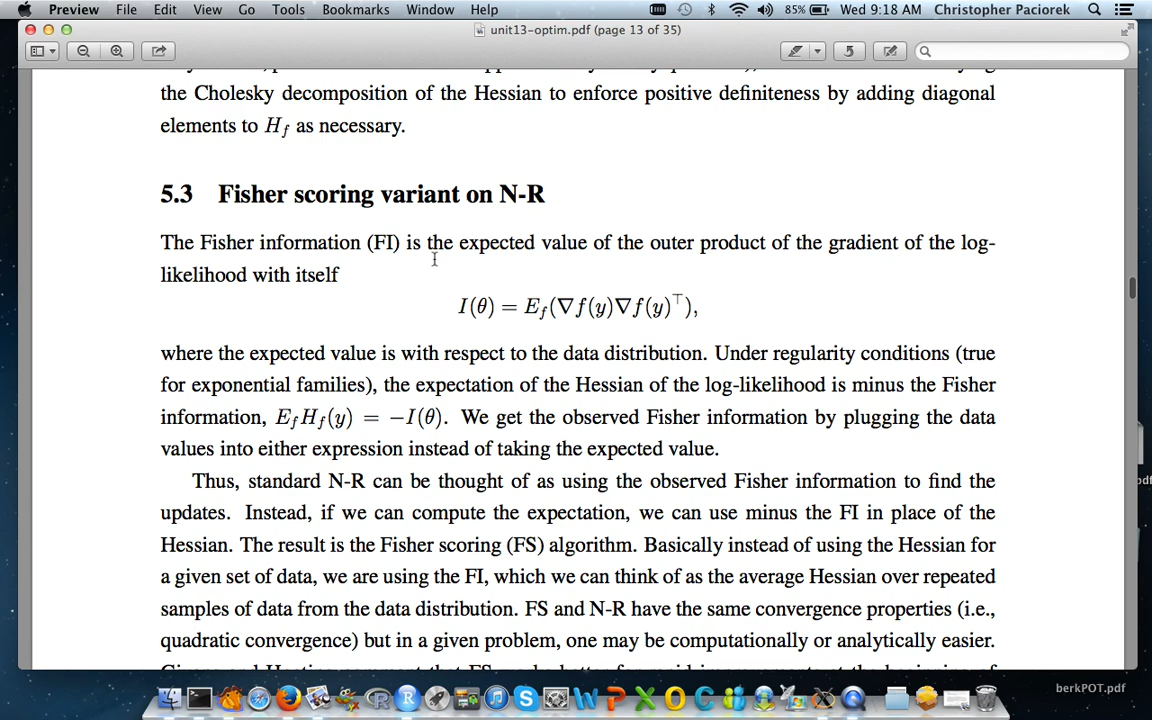 Preview File Edit View Go Tools Bookmarks Window Help 85% Wed 9:18 AM Christopher Paciorek
unit13-optim.pdf (page 13 of 35)
the Cholesky decomposition of the Hessian to enforce positive definiteness by adding diagonal
elements to H_f as necessary.
5.3 Fisher scoring variant on N-R
The Fisher information (FI) is the expected value of the outer product of the gradient of the log-
likelihood with itself
I(θ) = E_f(∇f(y)∇f(y)^⊤),
where the expected value is with respect to the data distribution. Under regularity conditions (true
for exponential families), the expectation of the Hessian of the log-likelihood is minus the Fisher
information, E_f H_f(y) = −I(θ). We get the observed Fisher information by plugging the data
values into either expression instead of taking the expected value.
Thus, standard N-R can be thought of as using the observed Fisher information to find the
updates. Instead, if we can compute the expectation, we can use minus the FI in place of the
Hessian. The result is the Fisher scoring (FS) algorithm. Basically instead of using the Hessian for
a given set of data, we are using the FI, which we can think of as the average Hessian over repeated
samples of data from the data distribution. FS and N-R have the same convergence properties (i.e.,
quadratic convergence) but in a given problem, one may be computationally or analytically easier.
berkPOT.pdf